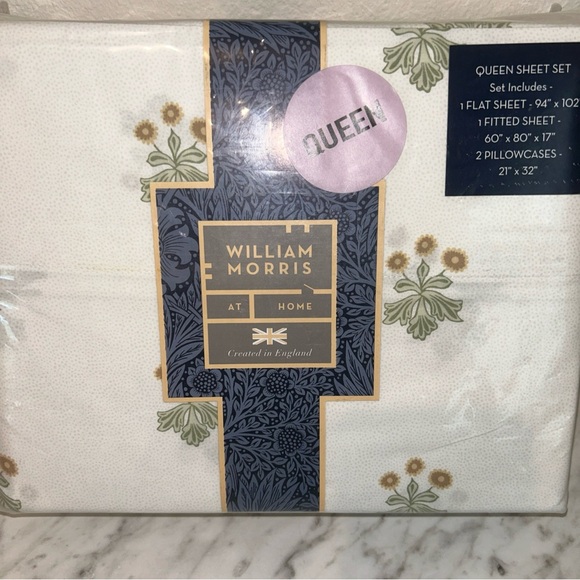 QUEEN
QUEEN SHEET SET
Set Includes -
1 FLAT SHEET - 94" x 102
1 FITTED SHEET -
60" x 80" x 17"
2 PILLOWCASES -
21" x 32"
WILLIAM
MORRIS
AT HOME
Created in England